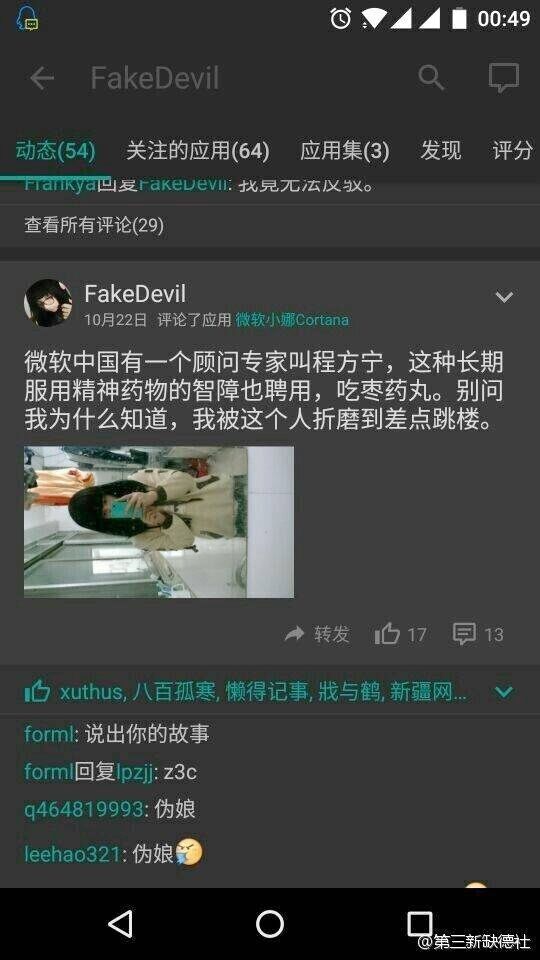 00:49
FakeDevil
动态(54) 关注的应用(64) 应用集(3) 发现 评分
Frankya回复FakeDevil: 我竟无法反驳。
查看所有评论(29)
FakeDevil
10月22日 评论了应用 微软小娜Cortana
微软中国有一个顾问专家叫程方宁，这种长期
服用精神药物的智障也聘用，吃枣药丸。别问
我为什么知道，我被这个人折磨到差点跳楼。
转发 17 13
xuthus, 八百孤寒, 懒得记事, 戕与鹤, 新疆网...
forml: 说出你的故事
forml回复lpzjj: z3c
q464819993: 伪娘
leehao321: 伪娘
@第三新缺德社